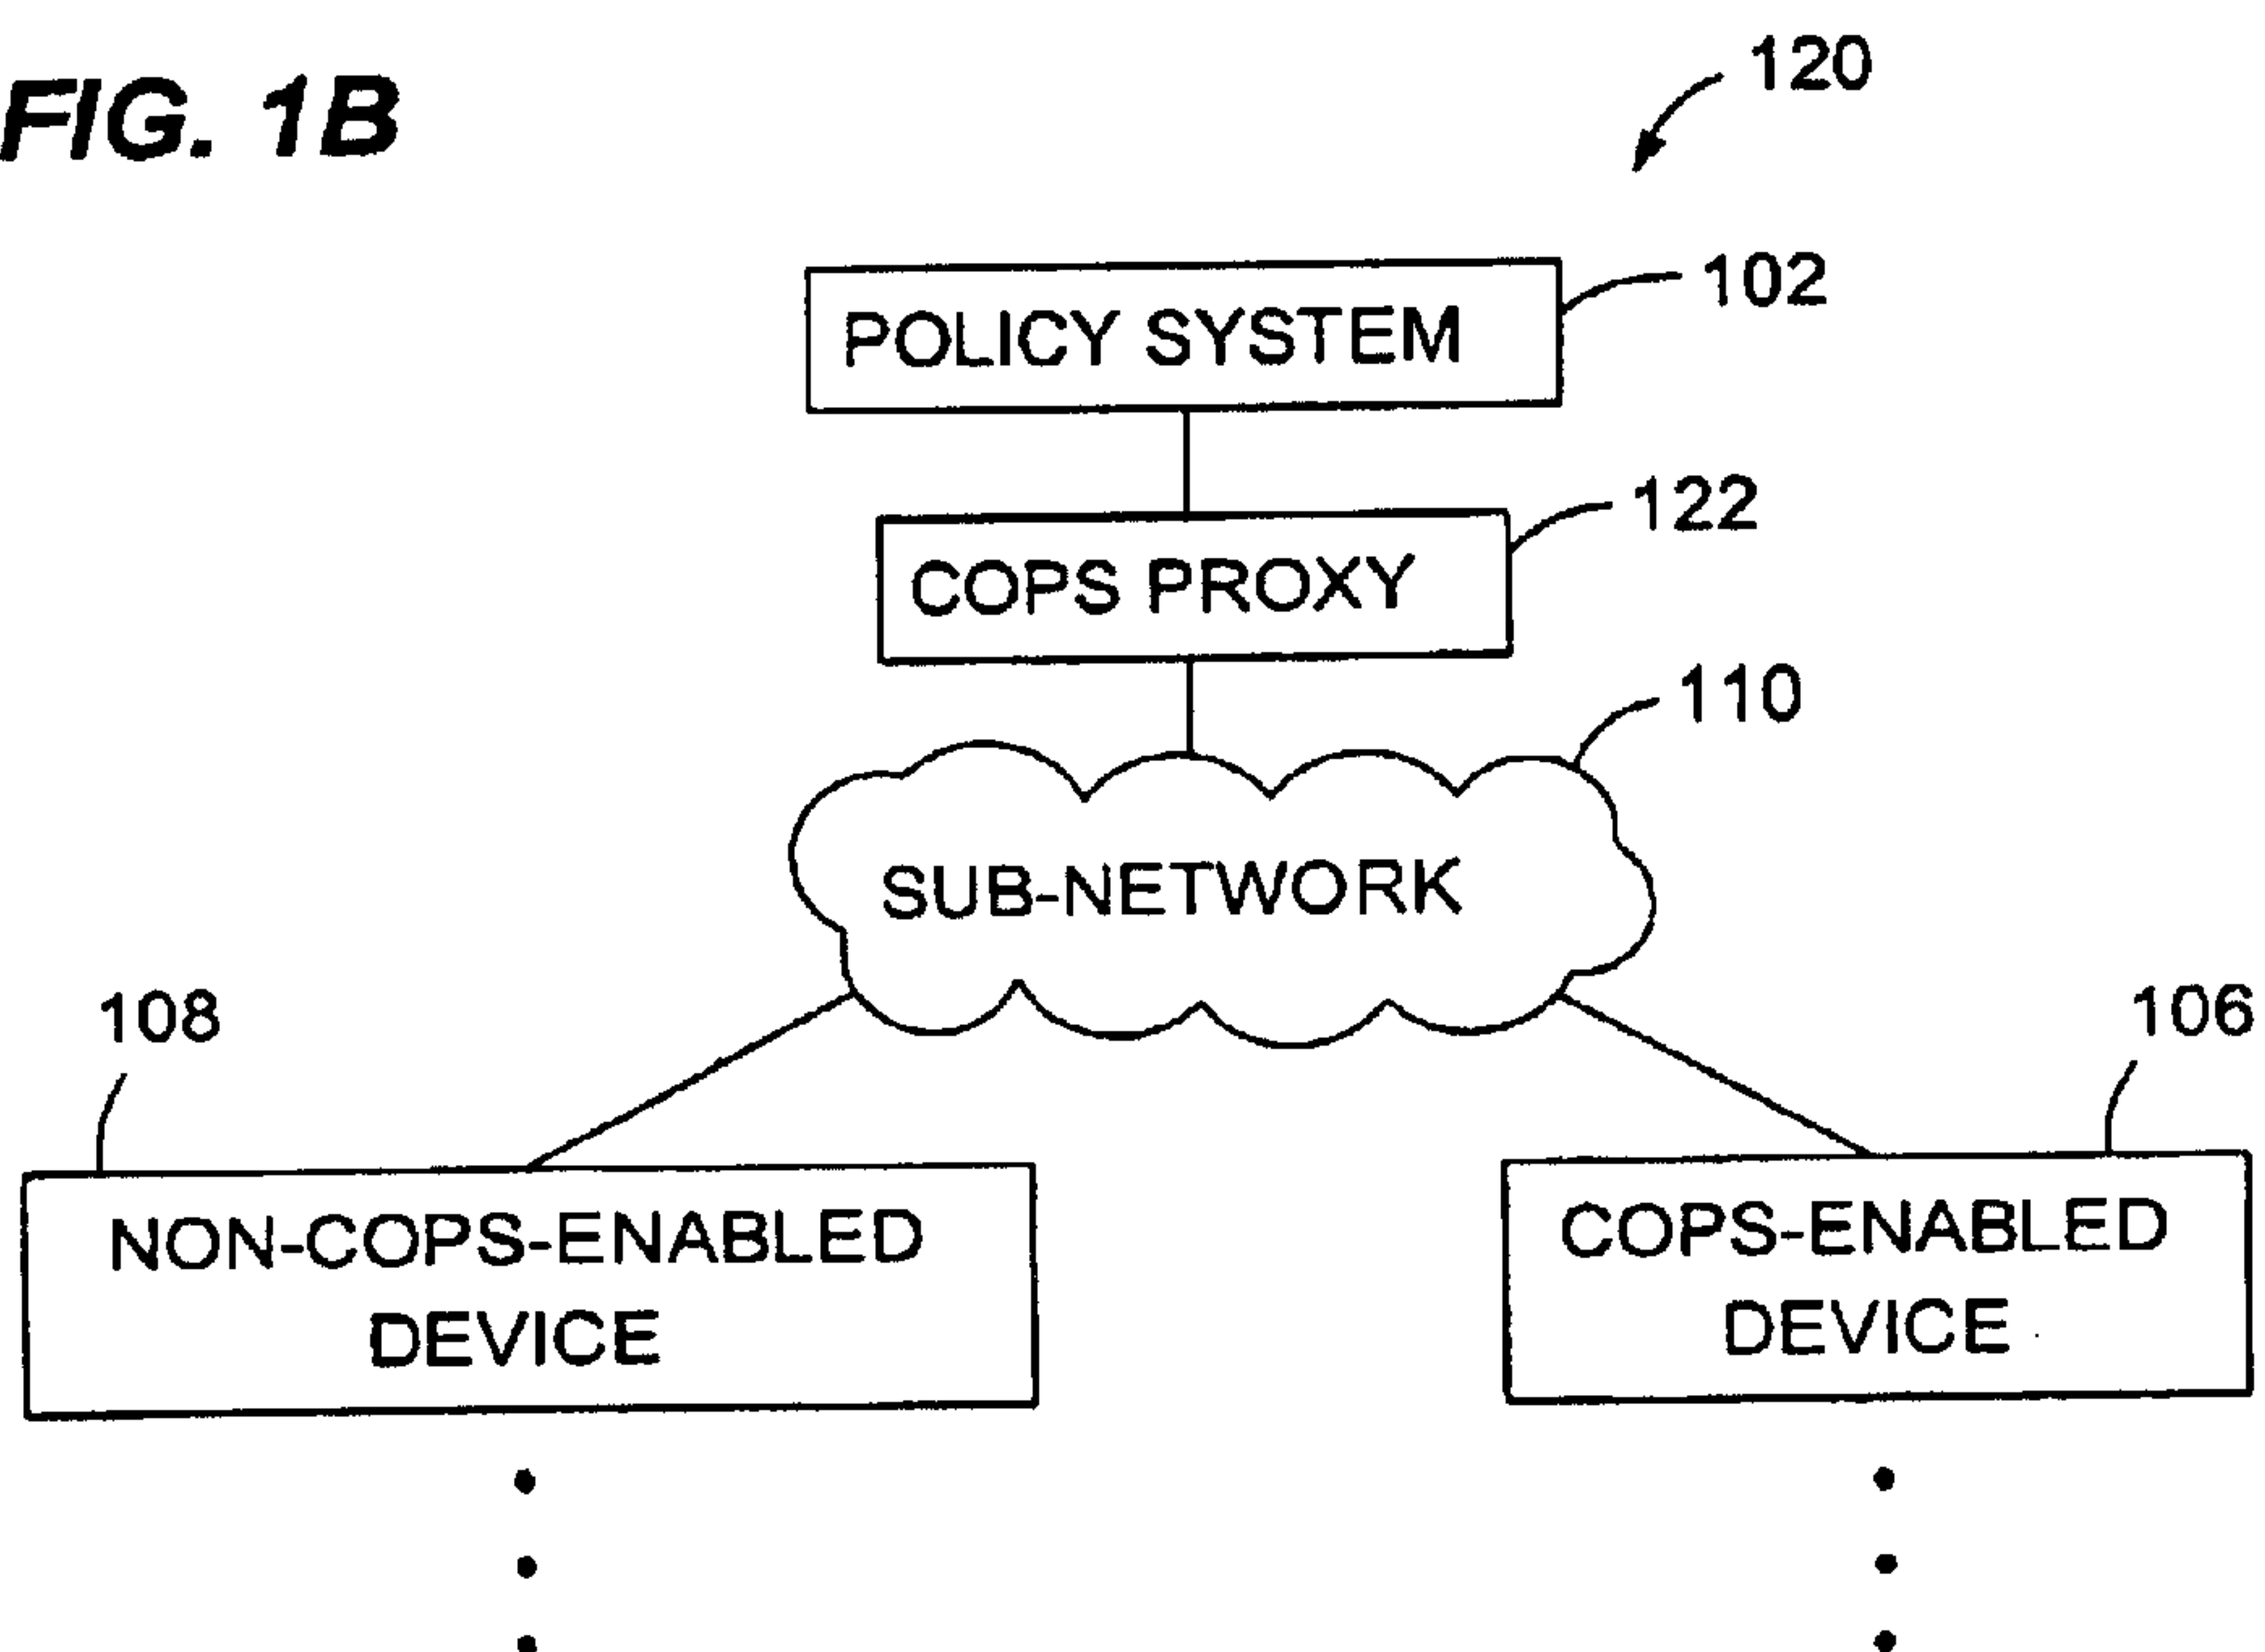 FIG. 1B
120
POLICY SYSTEM
102
COPS PROXY
122
110
SUB-NETWORK
108
106
NON-COPS-ENABLED
DEVICE
COPS-ENABLED
DEVICE